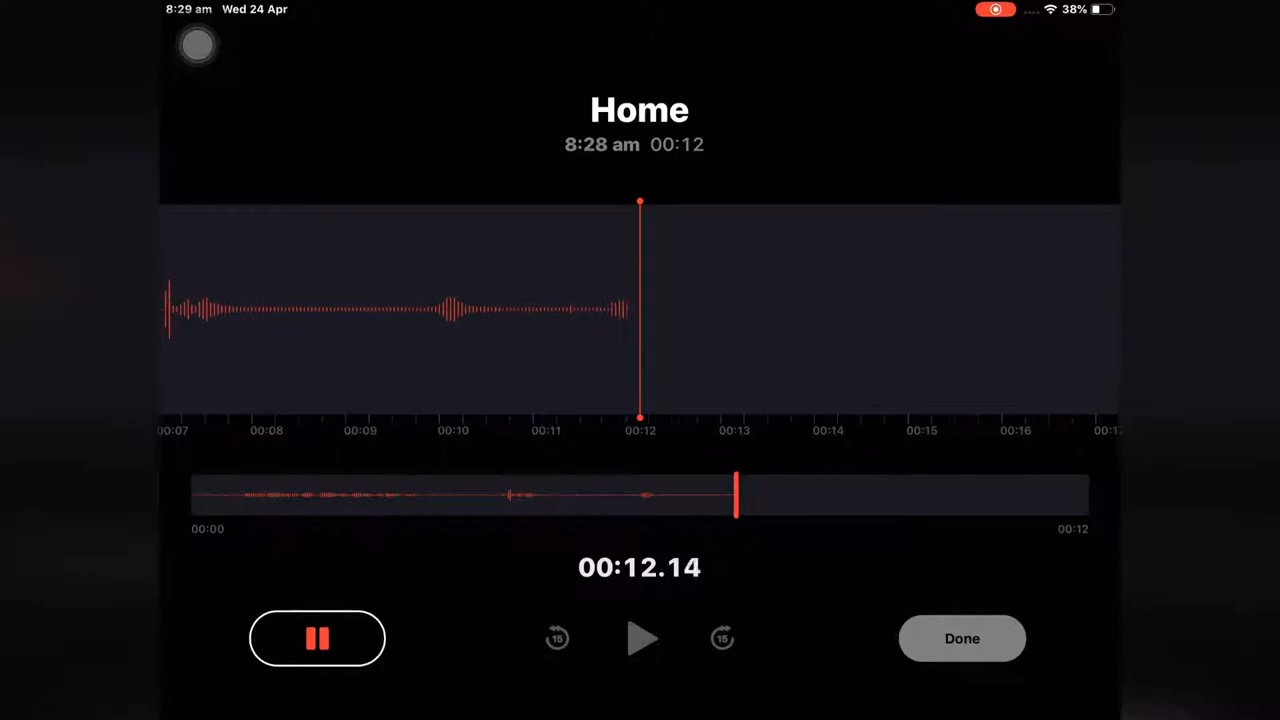 8:29 am Wed 24 Apr 38%
Home
8:28 am 00:12
00:07 00:08 00:09 00:10 00:11 00:12 00:13 00:14 00:15 00:16 00:17
00:00 00:12
00:12.14
15 15 Done